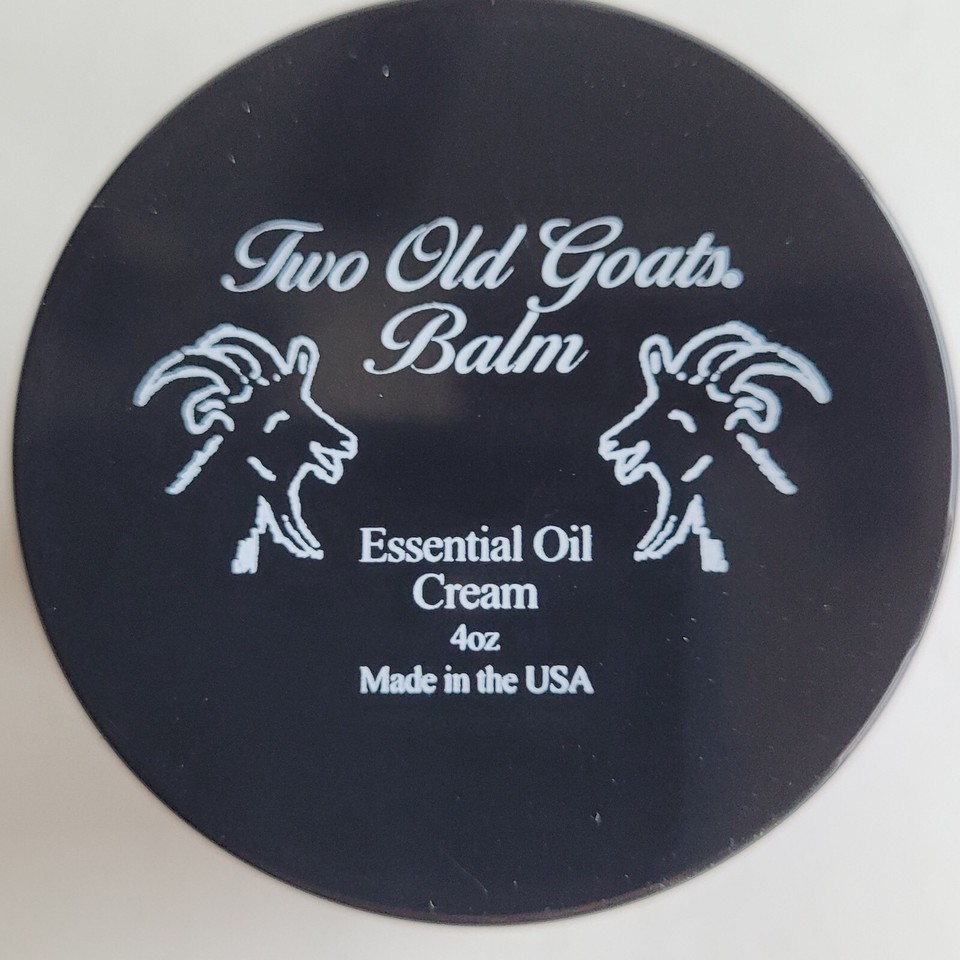 Two Old Goats.
Balm
Essential Oil
Cream
4oz
Made in the USA